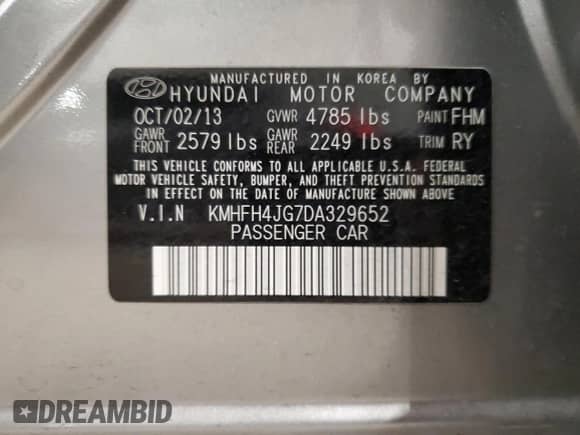 MANUFACTURED IN KOREA BY
HYUNDAI MOTOR COMPANY
OCT/02/13 GVWR 4785 lbs PAINT FHM
GAWR FRONT 2579 lbs GAWR REAR 2249 lbs TRIM RY
THIS VEHICLE CONFORMS TO ALL APPLICABLE U.S.A. FEDERAL
MOTOR VEHICLE SAFETY, BUMPER, AND THEFT PREVENTION STANDARDS
IN EFFECT ON THE DATE OF MANUFACTURE SHOWN ABOVE
V.I.N KMHFH4JG7DA329652
PASSENGER CAR
DREAMBID